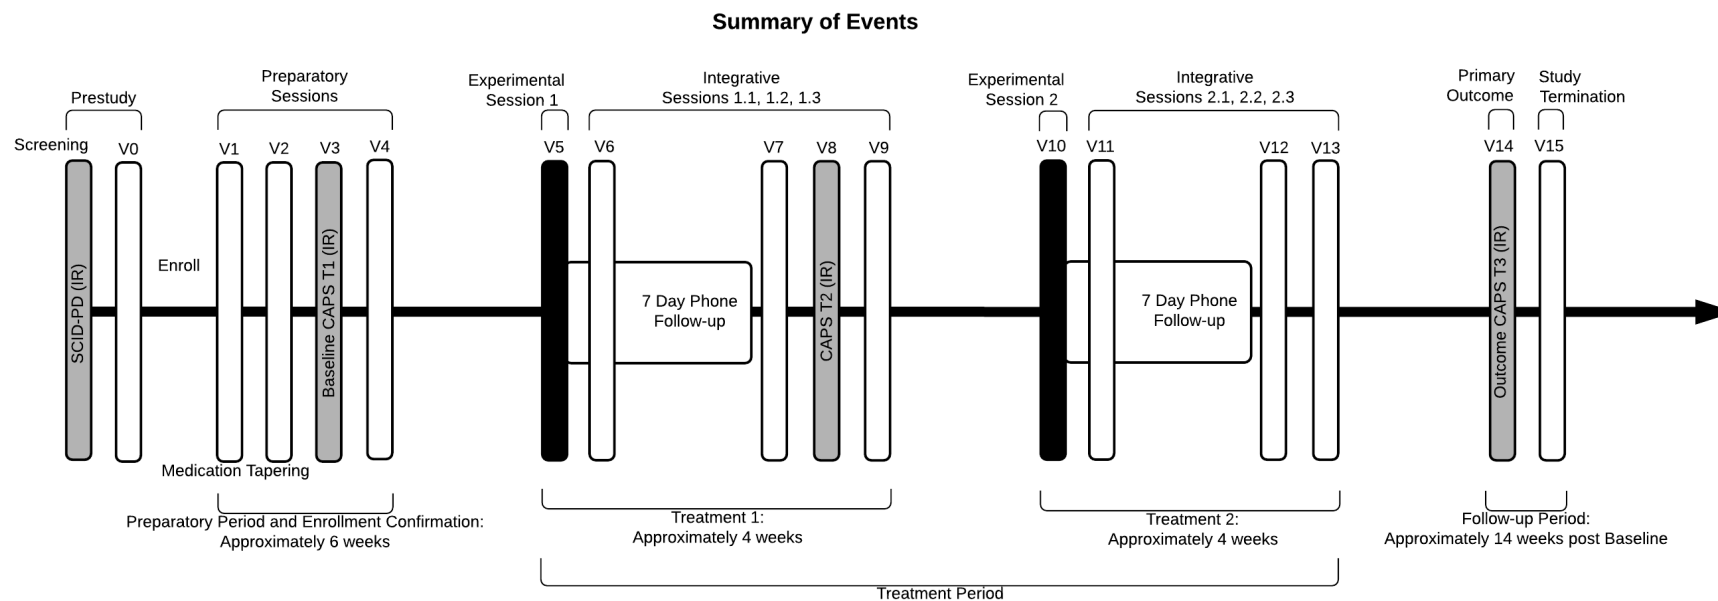 Summary of Events
Prestudy
Preparatory
Sessions
Experimental
Session 1
Integrative
Sessions 1.1, 1.2, 1.3
Experimental
Session 2
Integrative
Sessions 2.1, 2.2, 2.3
Primary
Outcome
Study
Termination
Screening
V0
V1
V2
V3
V4
V5
V6
V7
V8
V9
V10
V11
V12
V13
V14
V15
SCID-PD (IR)
Enroll
Baseline CAPS T1 (IR)
7 Day Phone
Follow-up
CAPS T2 (IR)
7 Day Phone
Follow-up
Outcome CAPS T3 (IR)
Medication Tapering
Preparatory Period and Enrollment Confirmation:
Approximately 6 weeks
Treatment 1:
Approximately 4 weeks
Treatment 2:
Approximately 4 weeks
Follow-up Period:
Approximately 14 weeks post Baseline
Treatment Period